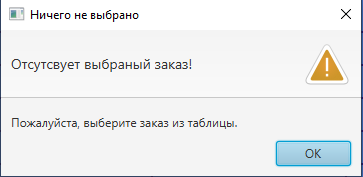 Ничего не выбрано
Отсутсвует выбраный заказ!
Пожалуйста, выберите заказ из таблицы.
OK